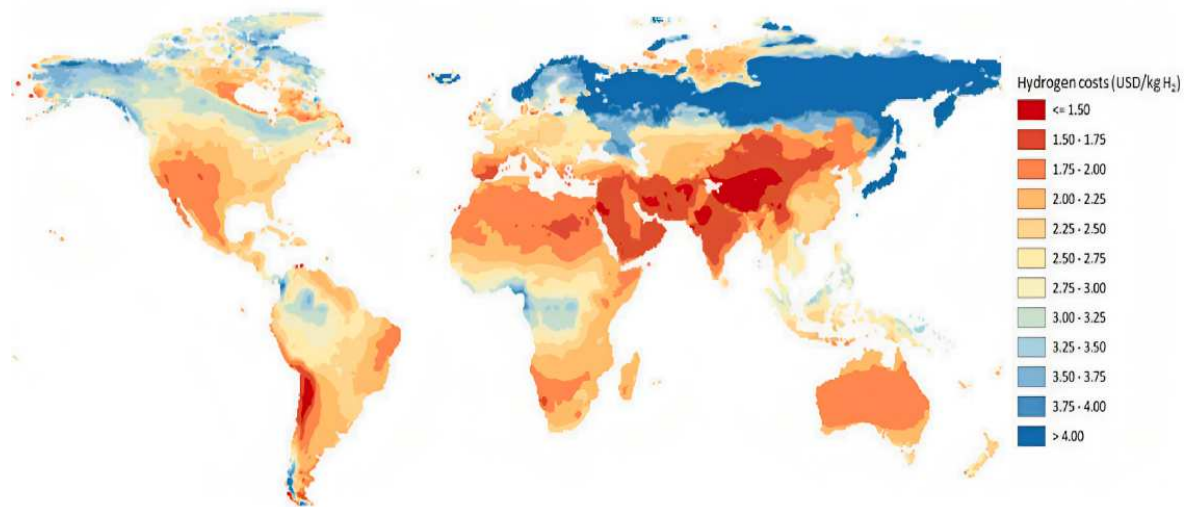 Hydrogen costs (USD/kg H₂)
<= 1.50
1.50 - 1.75
1.75 - 2.00
2.00 - 2.25
2.25 - 2.50
2.50 - 2.75
2.75 - 3.00
3.00 - 3.25
3.25 - 3.50
3.50 - 3.75
3.75 - 4.00
> 4.00